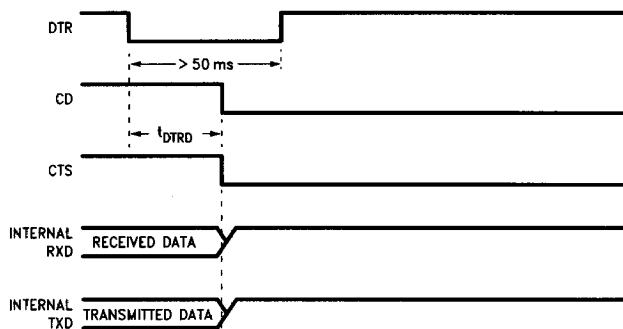 DTR
> 50 ms
CD
tDTRD
CTS
INTERNAL
RXD
RECEIVED DATA
INTERNAL
TXD
TRANSMITTED DATA